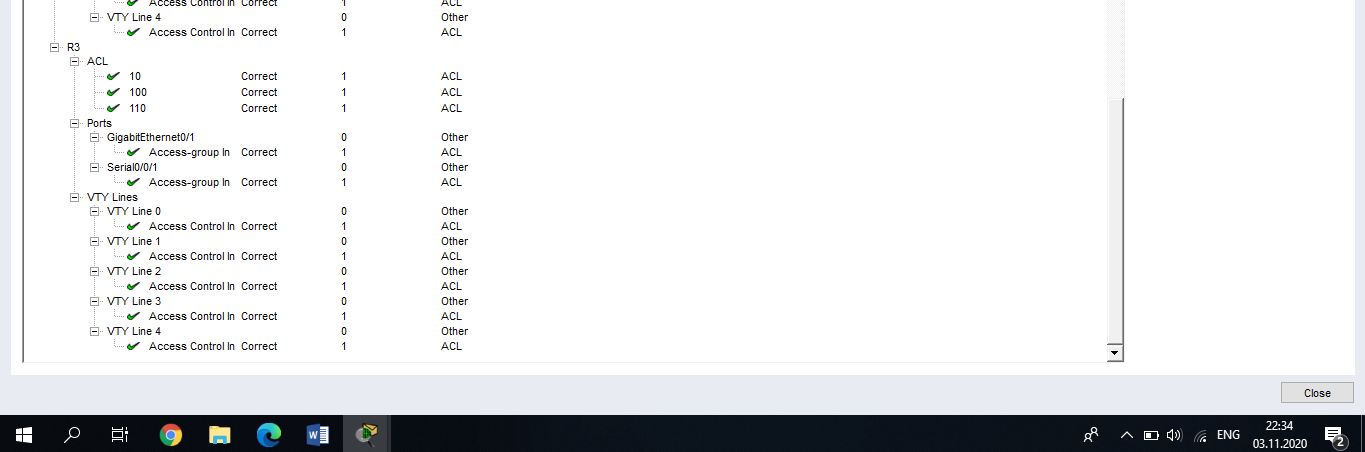 Access Control In Correct 1 ACL
VTY Line 4 0 Other
Access Control In Correct 1 ACL
R3
ACL
10 Correct 1 ACL
100 Correct 1 ACL
110 Correct 1 ACL
Ports
GigabitEthernet0/1 0 Other
Access-group In Correct 1 ACL
Serial0/0/1 0 Other
Access-group In Correct 1 ACL
VTY Lines
VTY Line 0 0 Other
Access Control In Correct 1 ACL
VTY Line 1 0 Other
Access Control In Correct 1 ACL
VTY Line 2 0 Other
Access Control In Correct 1 ACL
VTY Line 3 0 Other
Access Control In Correct 1 ACL
VTY Line 4 0 Other
Access Control In Correct 1 ACL
Close
ENG
22:34
03.11.2020
2